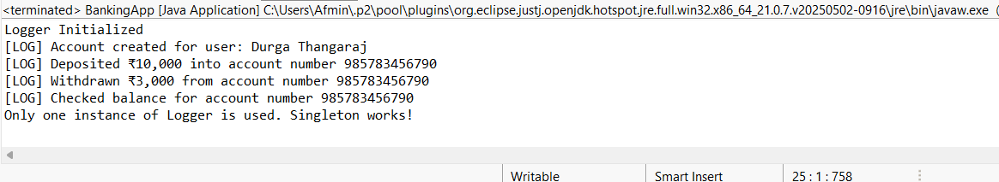 <terminated> BankingApp [Java Application] C:\Users\Afmin\.p2\pool\plugins\org.eclipse.justj.openjdk.hotspot.jre.full.win32.x86_64_21.0.7.v20250502-0916\jre\bin\javaw.exe (
Logger Initialized
[LOG] Account created for user: Durga Thangaraj
[LOG] Deposited ₹10,000 into account number 985783456790
[LOG] Withdrawn ₹3,000 from account number 985783456790
[LOG] Checked balance for account number 985783456790
Only one instance of Logger is used. Singleton works!
Writable Smart Insert 25 : 1 : 758